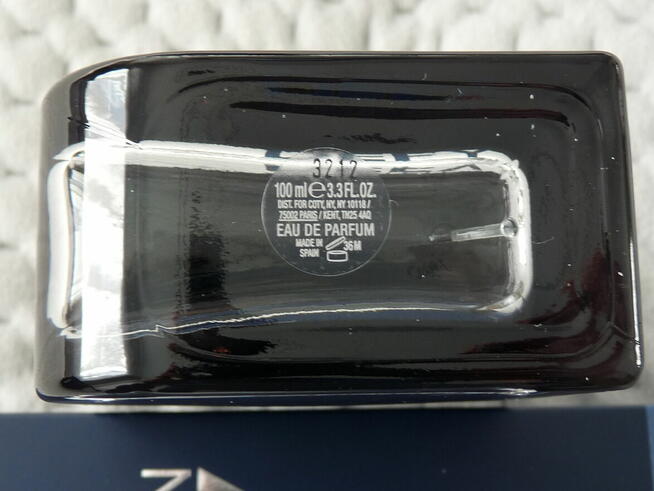 3212
100 ml ℮ 3.3 FL.OZ.
DIST. FOR COTY, NY, NY 10118 /
75002 PARIS / KENT, TN25 4AQ
EAU DE PARFUM
MADE IN
SPAIN
36M